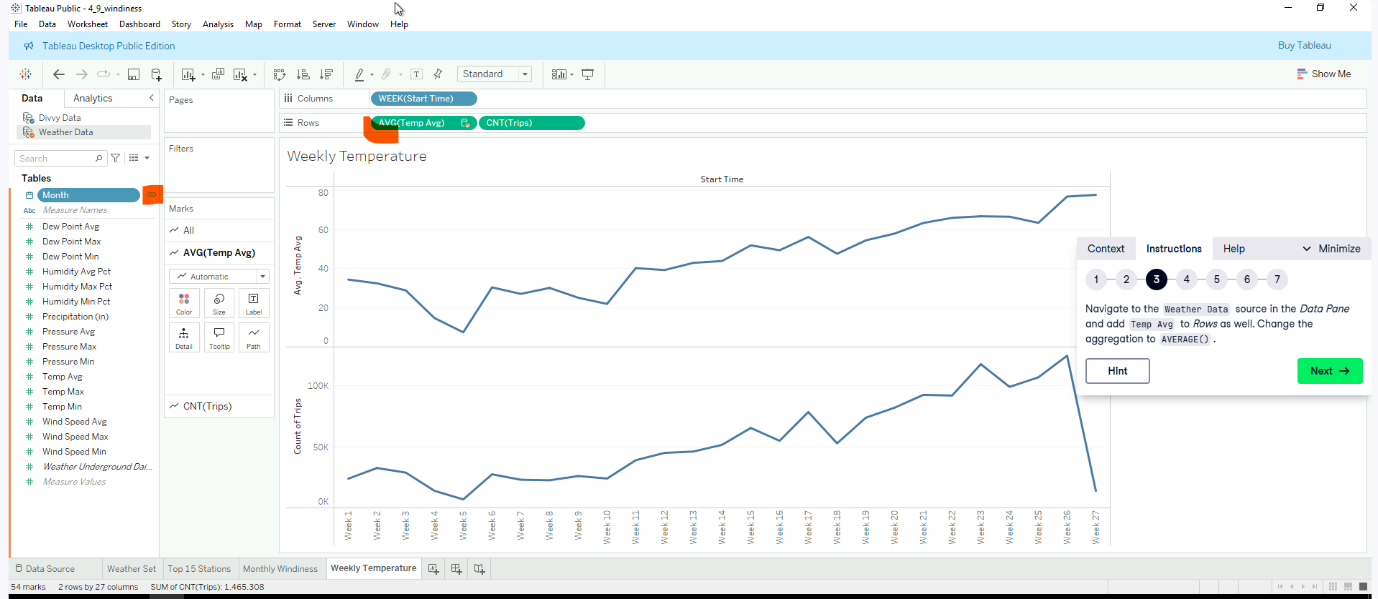 Tableau Public - 4_9_windiness
File Data Worksheet Dashboard Story Analysis Map Format Server Window Help
Tableau Desktop Public Edition
Buy Tableau
Standard
Show Me
Data
Analytics
Divvy Data
Weather Data
Search
Tables
Month
Abc Measure Names
# Dew Point Avg
# Dew Point Max
# Dew Point Min
# Humidity Avg Pct
# Humidity Max Pct
# Humidity Min Pct
# Precipitation (in)
# Pressure Avg
# Pressure Max
# Pressure Min
# Temp Avg
# Temp Max
# Temp Min
# Wind Speed Avg
# Wind Speed Max
# Wind Speed Min
# Weather Underground Dai...
# Measure Values
Pages
Filters
Marks
All
AVG(Temp Avg)
Automatic
Color Size Label
Detail Tooltip Path
CNT(Trips)
Columns WEEK(Start Time)
Rows AVG(Temp Avg) CNT(Trips)
Weekly Temperature
Start Time
Avg. Temp Avg
80
60
40
20
0
Count of Trips
100K
50K
0K
Week 1
Week 2
Week 3
Week 4
Week 5
Week 6
Week 7
Week 8
Week 9
Week 10
Week 11
Week 12
Week 13
Week 14
Week 15
Week 16
Week 17
Week 18
Week 19
Week 20
Week 21
Week 22
Week 23
Week 24
Week 25
Week 26
Week 27
Context Instructions Help Minimize
1 2 3 4 5 6 7
Navigate to the Weather Data source in the Data Pane
and add Temp Avg to Rows as well. Change the
aggregation to AVERAGE() .
Hint
Next →
Data Source Weather Set Top 15 Stations Monthly Windiness Weekly Temperature
54 marks 2 rows by 27 columns SUM of CNT(Trips): 1,465,308